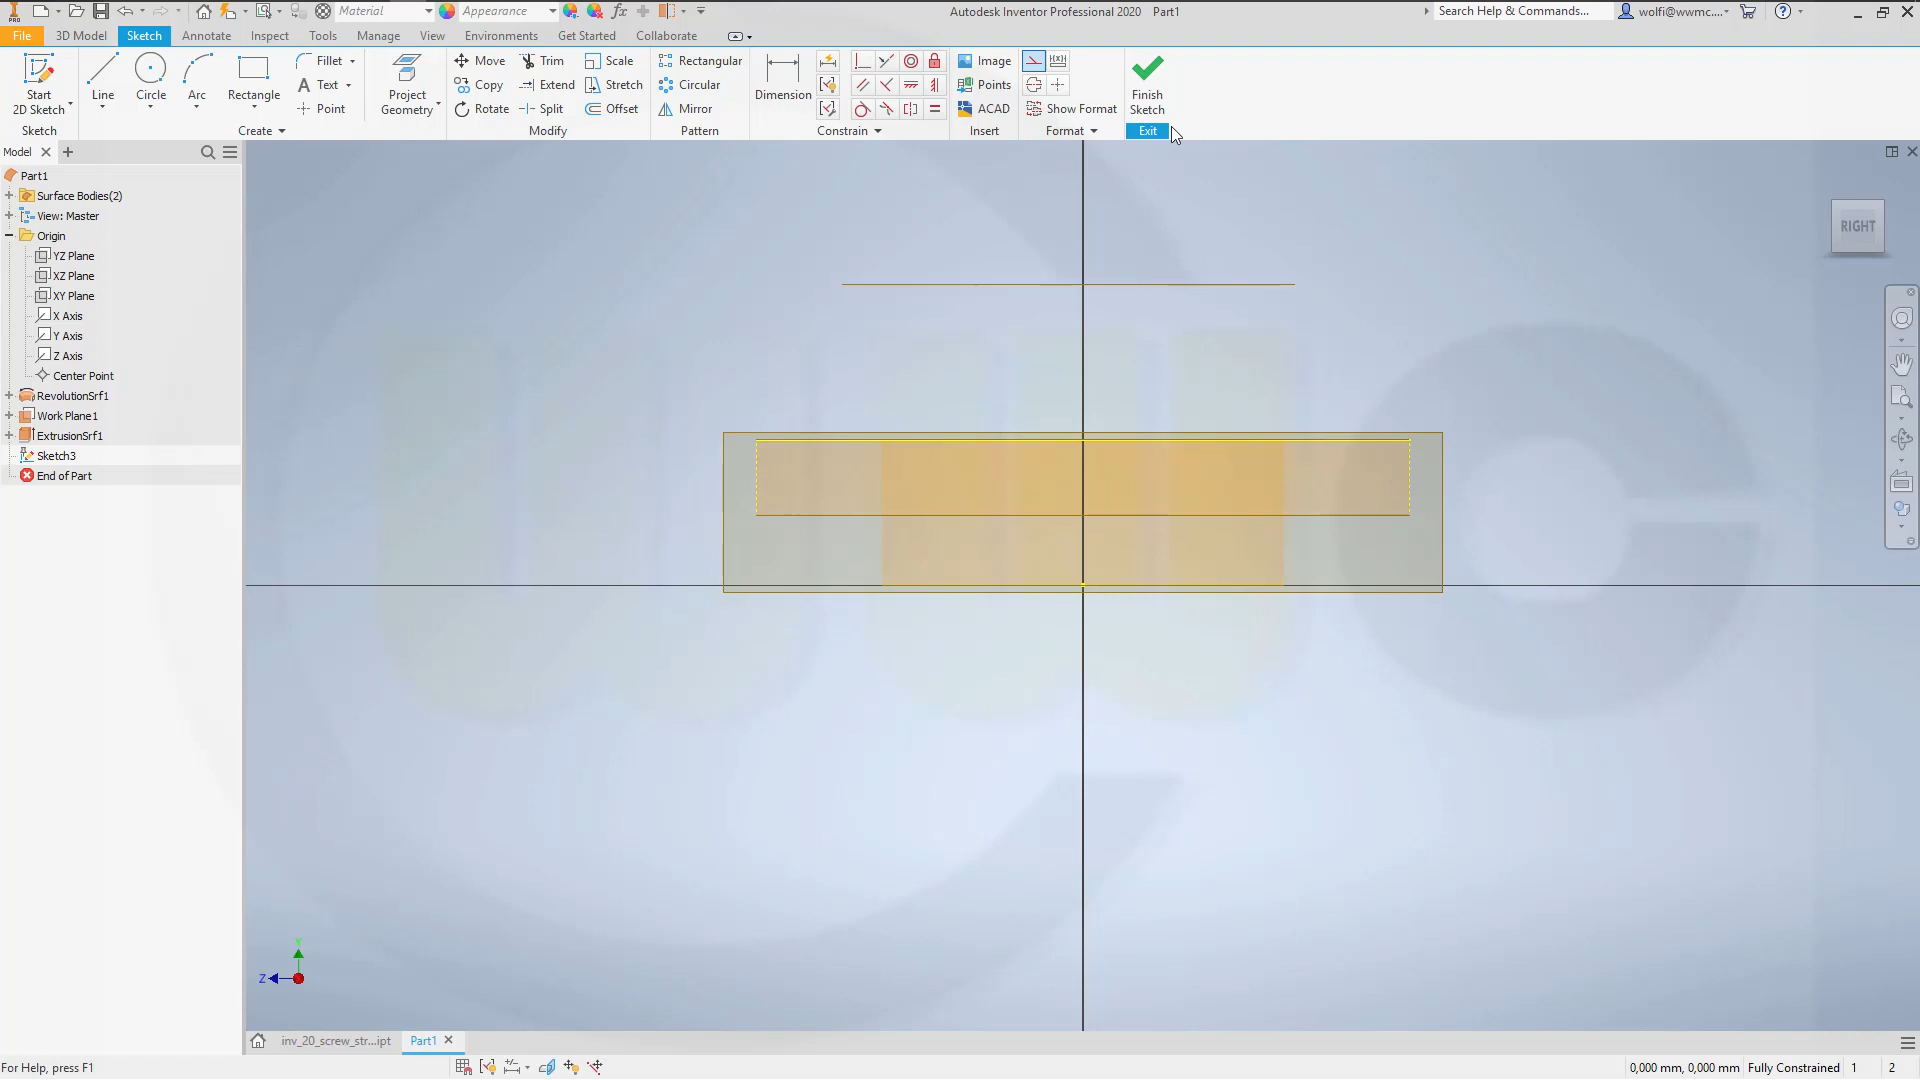 PRO
Material
Appearance
Autodesk Inventor Professional 2020 Part1
Search Help & Commands...
wolfi@wwmc....
File
3D Model
Sketch
Annotate
Inspect
Tools
Manage
View
Environments
Get Started
Collaborate
Start
2D Sketch
Line
Circle
Arc
Rectangle
Fillet
Text
Point
Project
Geometry
Move
Copy
Rotate
Trim
Extend
Split
Scale
Stretch
Offset
Rectangular
Circular
Mirror
Dimension
Image
Points
ACAD
Show Format
Finish
Sketch
Sketch
Create
Modify
Pattern
Constrain
Insert
Format
Exit
Model
Part1
Surface Bodies(2)
View: Master
Origin
YZ Plane
XZ Plane
XY Plane
X Axis
Y Axis
Z Axis
Center Point
RevolutionSrf1
Work Plane1
ExtrusionSrf1
Sketch3
End of Part
RIGHT
Y
Z
inv_20_screw_str...ipt
Part1
For Help, press F1
0,000 mm, 0,000 mm
Fully Constrained
1
2